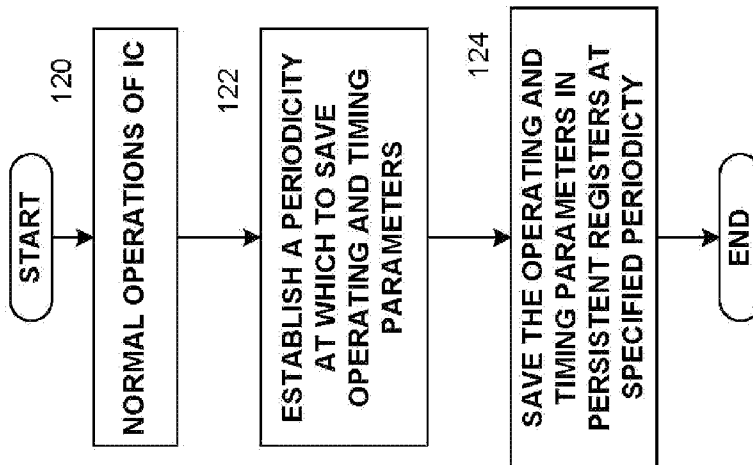 START
120
NORMAL OPERATIONS OF IC
122
ESTABLISH A PERIODICITY
AT WHICH TO SAVE
OPERATING AND TIMING
PARAMETERS
124
SAVE THE OPERATING AND
TIMING PARAMETERS IN
PERSISTENT REGISTERS AT
SPECIFIED PERIODICTY
END